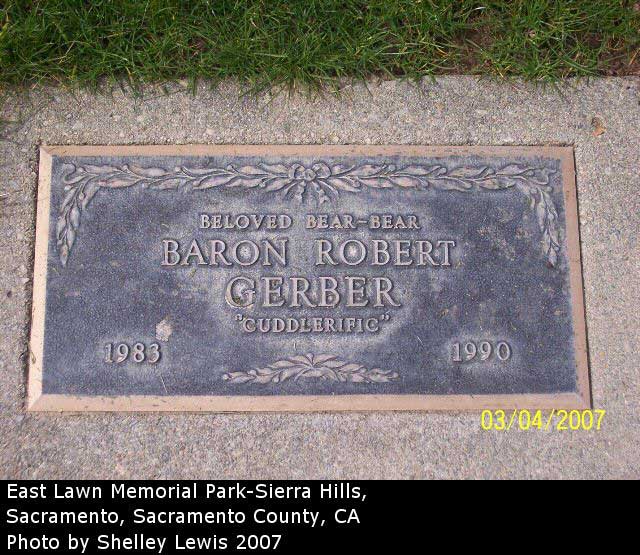 BELOVED BEAR-BEAR
BARON ROBERT
GERBER
"CUDDLERIFIC"
1983 1990
03/04/2007
East Lawn Memorial Park-Sierra Hills,
Sacramento, Sacramento County, CA
Photo by Shelley Lewis 2007